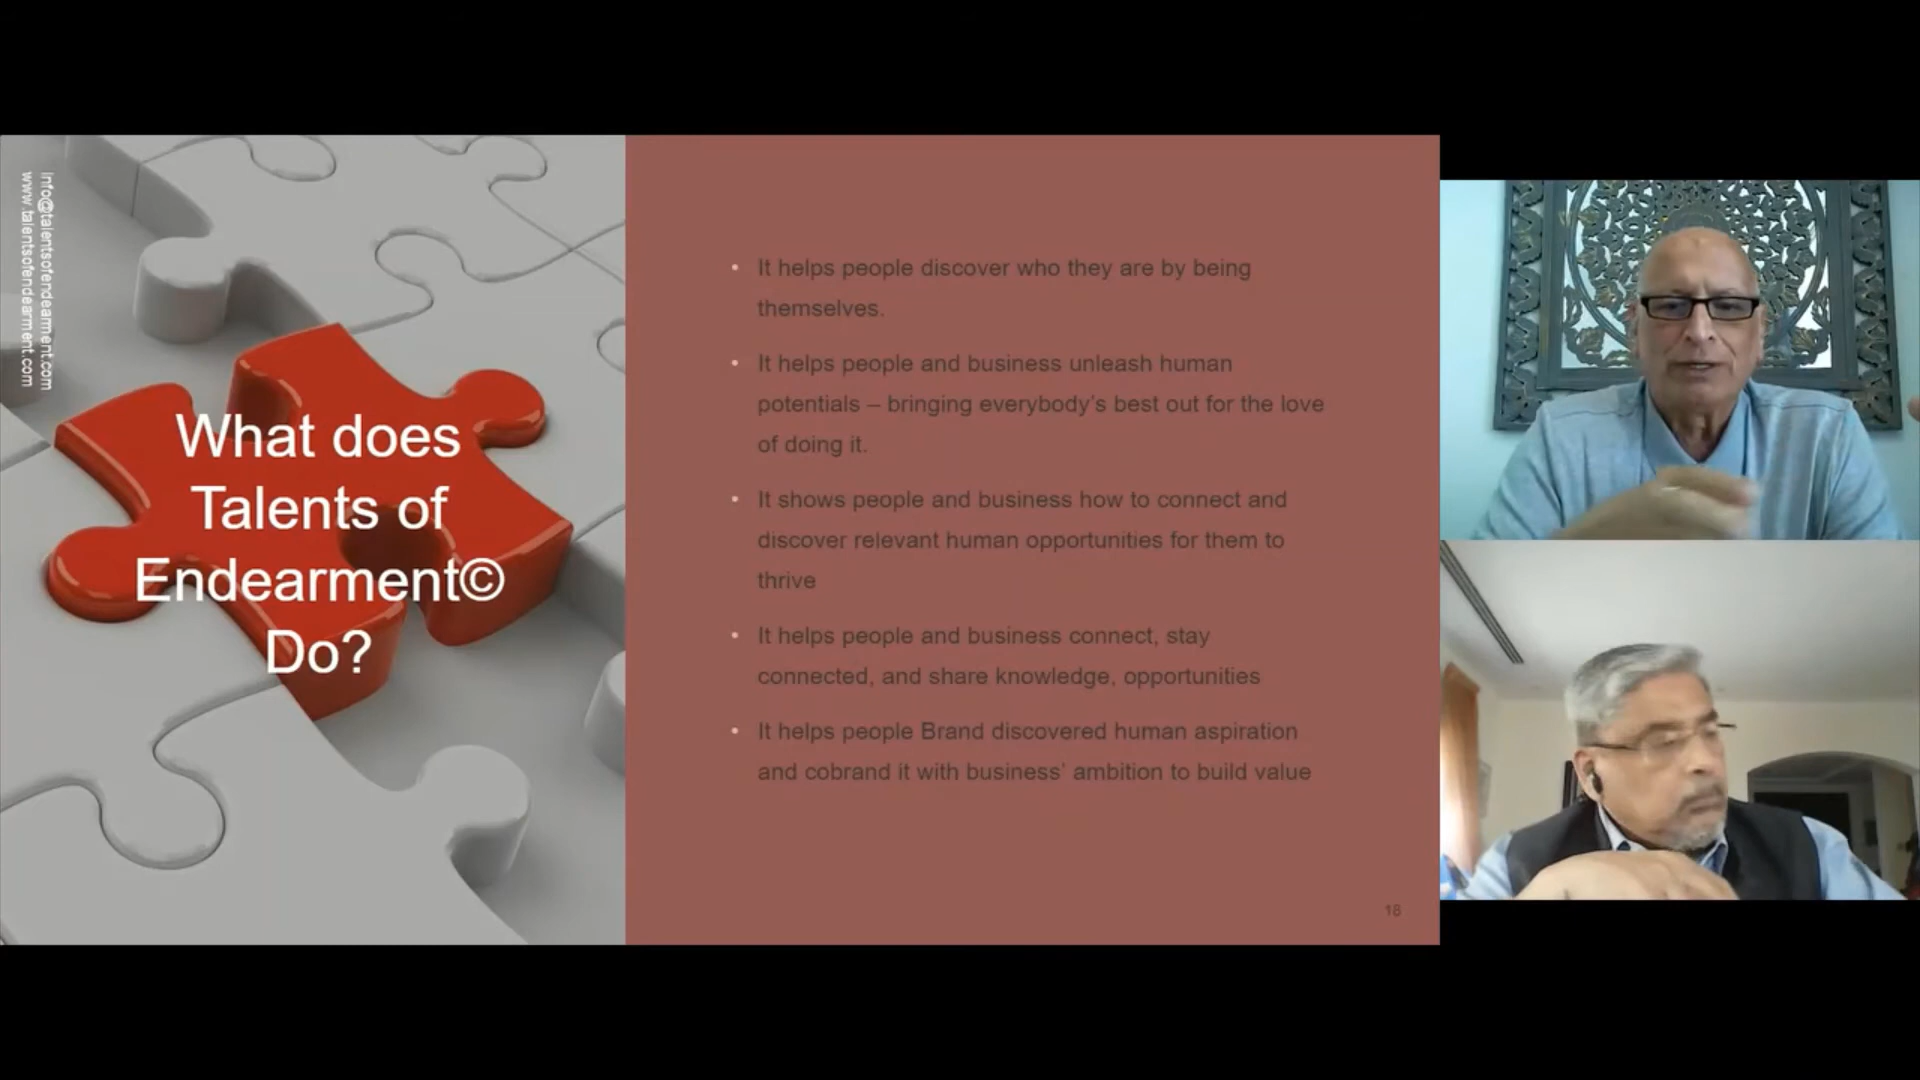 info@talentsofendearment.com
www.talentsofendearment.com
What does
Talents of
Endearment©
Do?
• It helps people discover who they are by being
themselves.
• It helps people and business unleash human
potentials – bringing everybody’s best out for the love
of doing it.
• It shows people and business how to connect and
discover relevant human opportunities for them to
thrive
• It helps people and business connect, stay
connected, and share knowledge, opportunities
• It helps people Brand discovered human aspiration
and cobrand it with business’ ambition to build value
18